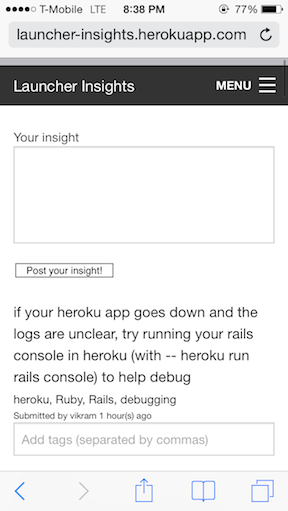 T-Mobile LTE 8:38 PM 77%
launcher-insights.herokuapp.com
Launcher Insights MENU
Your insight
Post your insight!
if your heroku app goes down and the
logs are unclear, try running your rails
console in heroku (with -- heroku run
rails console) to help debug
heroku, Ruby, Rails, debugging
Submitted by vikram 1 hour(s) ago
Add tags (separated by commas)